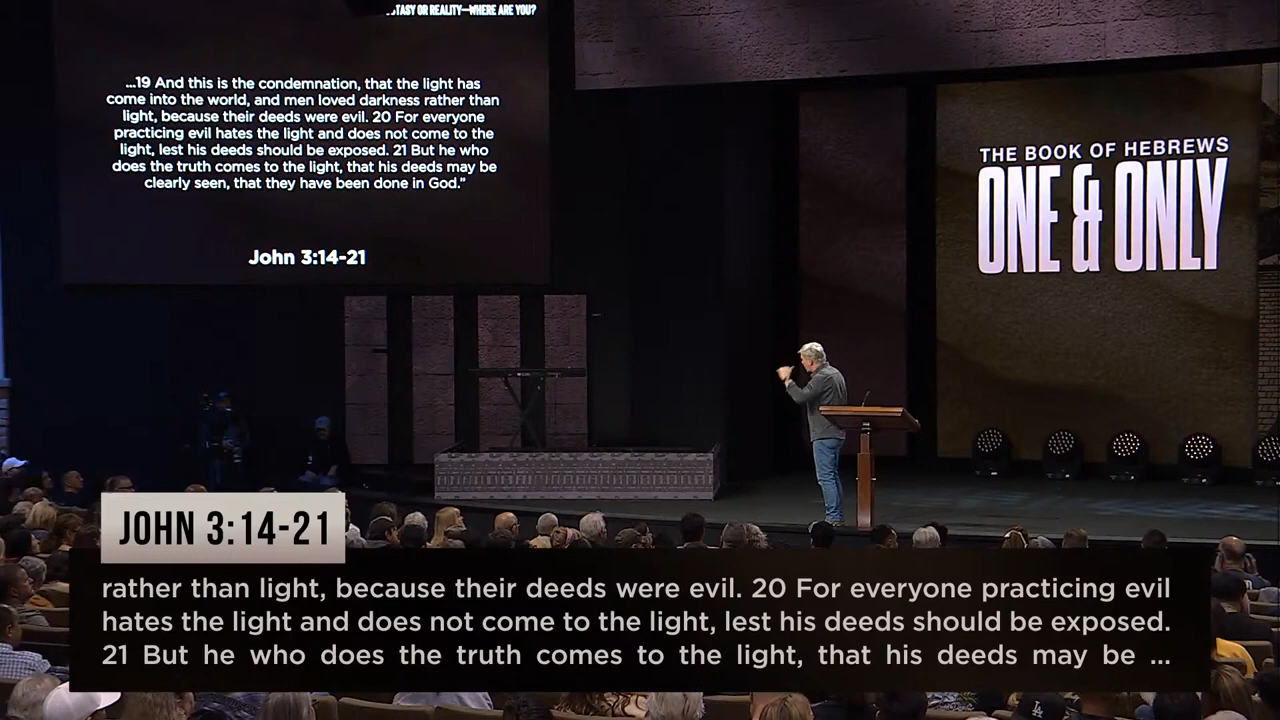 TASY OR REALITY—WHERE ARE YOU?
...19 And this is the condemnation, that the light has
come into the world, and men loved darkness rather than
light, because their deeds were evil. 20 For everyone
practicing evil hates the light and does not come to the
light, lest his deeds should be exposed. 21 But he who
does the truth comes to the light, that his deeds may be
clearly seen, that they have been done in God.”
John 3:14-21
THE BOOK OF HEBREWS
ONE & ONLY
JOHN 3:14-21
rather than light, because their deeds were evil. 20 For everyone practicing evil
hates the light and does not come to the light, lest his deeds should be exposed.
21 But he who does the truth comes to the light, that his deeds may be ...
LA